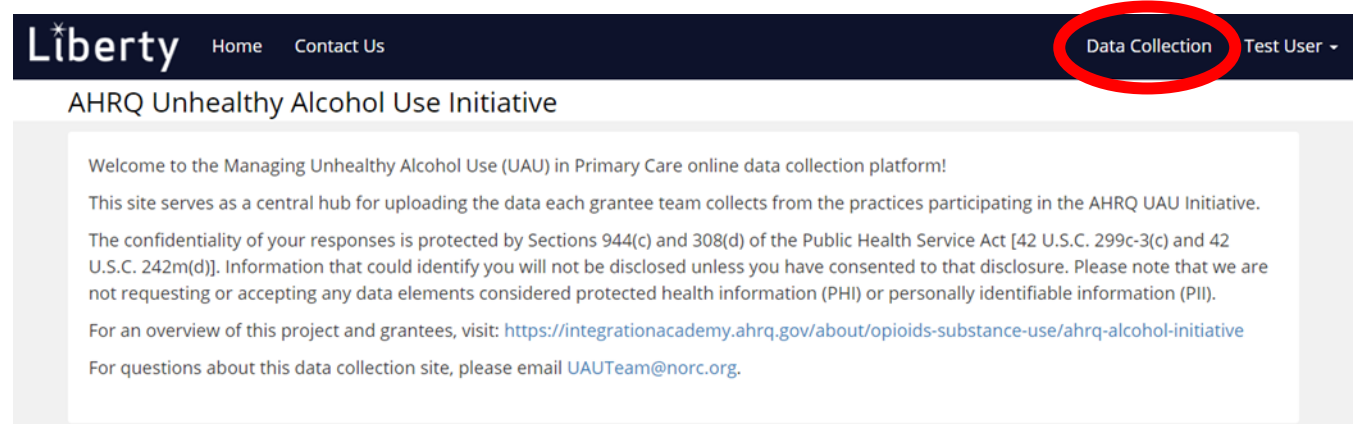 Liberty Home Contact Us Data Collection Test User
AHRQ Unhealthy Alcohol Use Initiative
Welcome to the Managing Unhealthy Alcohol Use (UAU) in Primary Care online data collection platform!
This site serves as a central hub for uploading the data each grantee team collects from the practices participating in the AHRQ UAU Initiative.
The confidentiality of your responses is protected by Sections 944(c) and 308(d) of the Public Health Service Act [42 U.S.C. 299c-3(c) and 42
U.S.C. 242m(d)]. Information that could identify you will not be disclosed unless you have consented to that disclosure. Please note that we are
not requesting or accepting any data elements considered protected health information (PHI) or personally identifiable information (PII).
For an overview of this project and grantees, visit: https://integrationacademy.ahrq.gov/about/opioids-substance-use/ahrq-alcohol-initiative
For questions about this data collection site, please email UAUTeam@norc.org.